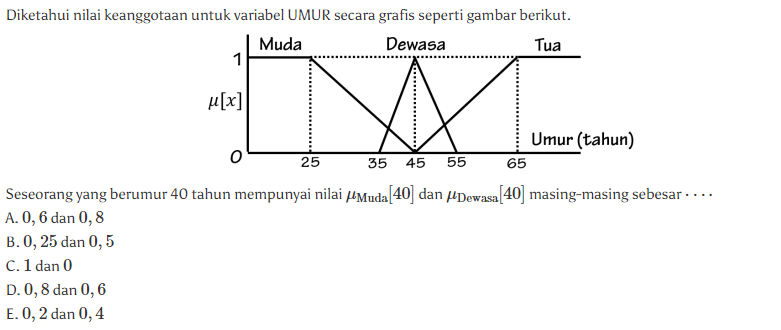 Diketahui nilai keanggotaan untuk variabel UMUR secara grafis seperti gambar berikut.
Muda Dewasa Tua
1
μ[x]
Umur (tahun)
0
25 35 45 55 65
Seseorang yang berumur 40 tahun mempunyai nilai μMuda[40] dan μDewasa[40] masing-masing sebesar ····
A. 0, 6 dan 0, 8
B. 0, 25 dan 0, 5
C. 1 dan 0
D. 0, 8 dan 0, 6
E. 0, 2 dan 0, 4